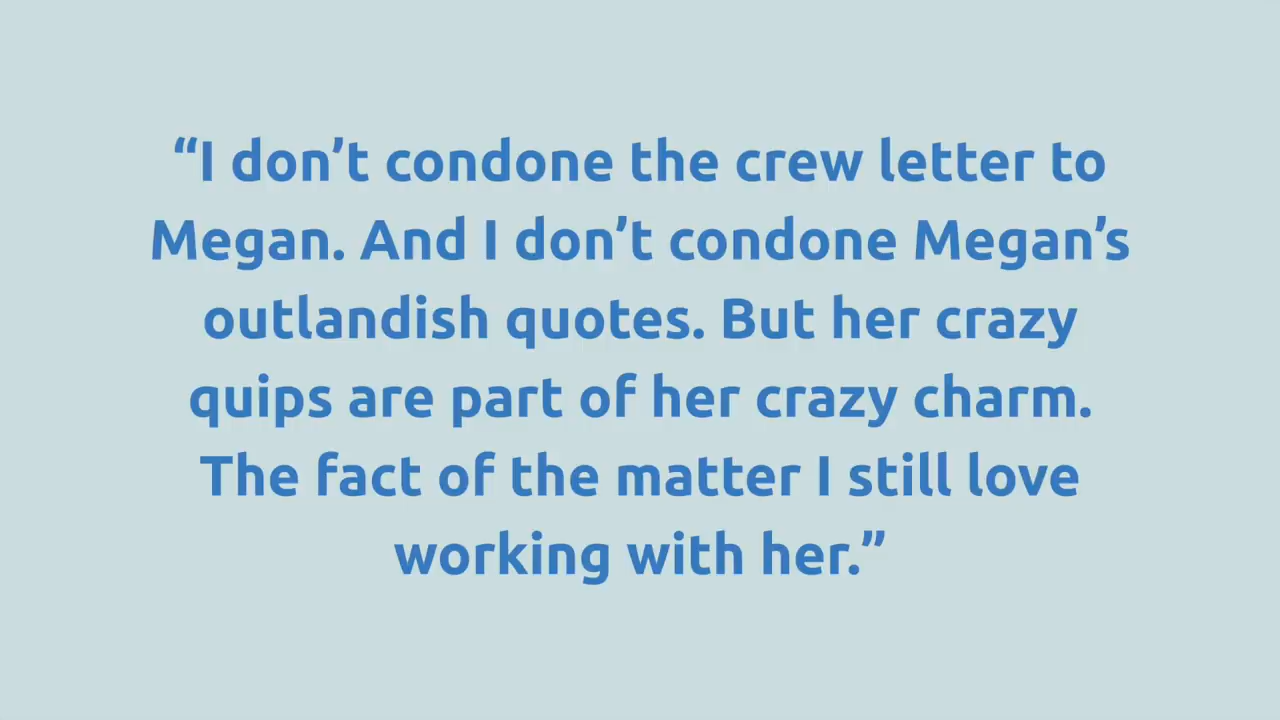 “I don’t condone the crew letter to
Megan. And I don’t condone Megan’s
outlandish quotes. But her crazy
quips are part of her crazy charm.
The fact of the matter I still love
working with her.”